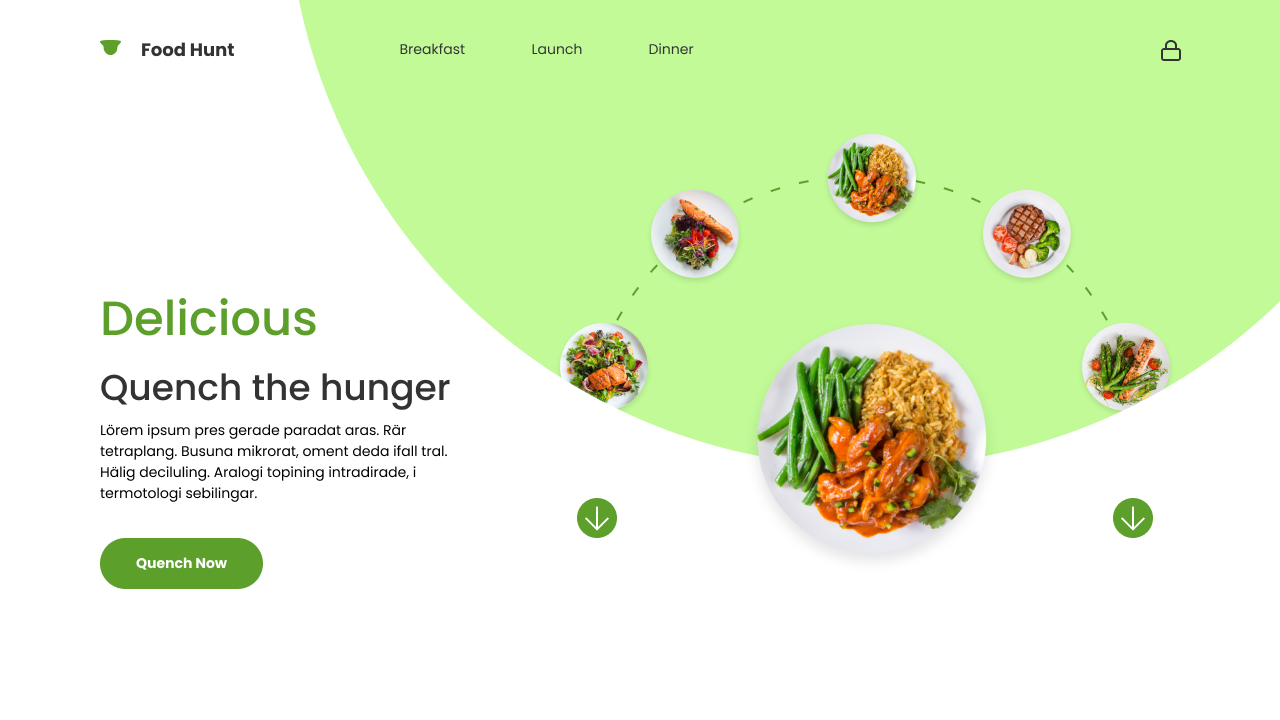 Food Hunt
Breakfast
Launch
Dinner
Delicious
Quench the hunger
Lörem ipsum pres gerade paradat aras. Rär
tetraplang. Busuna mikrorat, oment deda ifall tral.
Hälig deciluling. Aralogi topining intradirade, i
termotologi sebilingar.
Quench Now